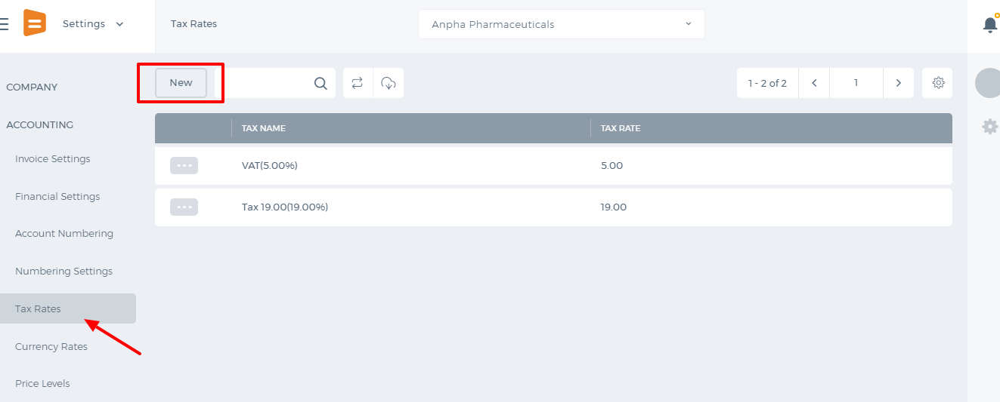 Settings
Tax Rates
Anpha Pharmaceuticals
COMPANY
ACCOUNTING
Invoice Settings
Financial Settings
Account Numbering
Numbering Settings
Tax Rates
Currency Rates
Price Levels
New
1 - 2 of 2
1
TAX NAME TAX RATE
VAT(5.00%) 5.00
Tax 19.00(19.00%) 19.00